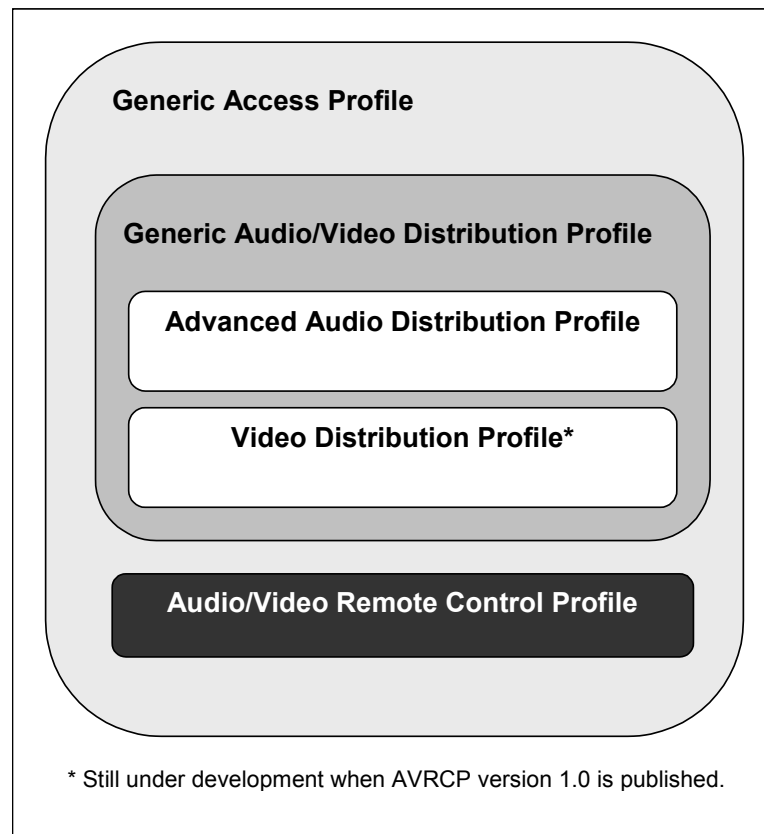 Generic Access Profile
Generic Audio/Video Distribution Profile
Advanced Audio Distribution Profile
Video Distribution Profile*
Audio/Video Remote Control Profile
* Still under development when AVRCP version 1.0 is published.